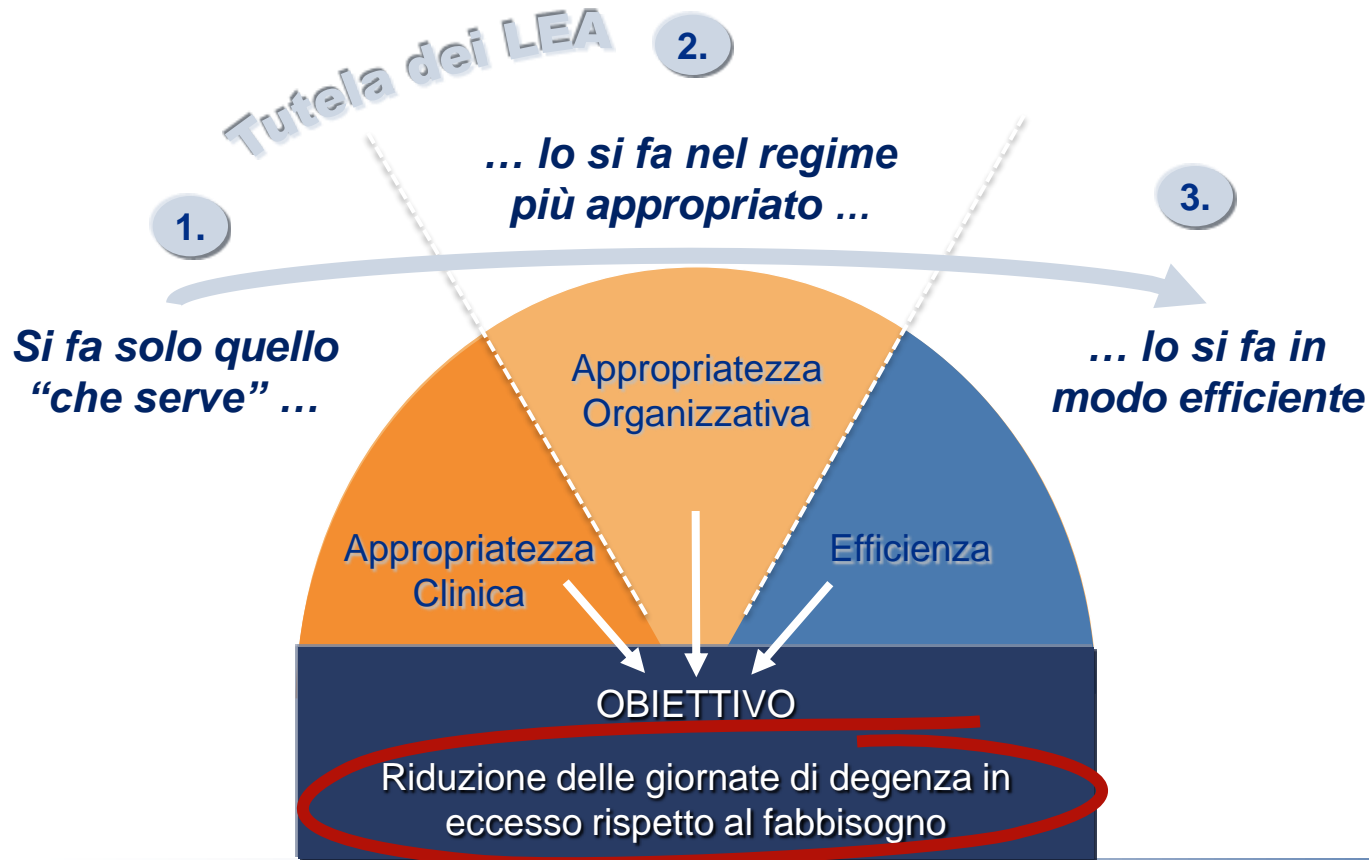 Tutela dei LEA
1.
Si fa solo quello
“che serve” …
2.
… lo si fa nel regime
più appropriato …
3.
… lo si fa in
modo efficiente
Appropriatezza
Clinica
Appropriatezza
Organizzativa
Efficienza
OBIETTIVO
Riduzione delle giornate di degenza in
eccesso rispetto al fabbisogno